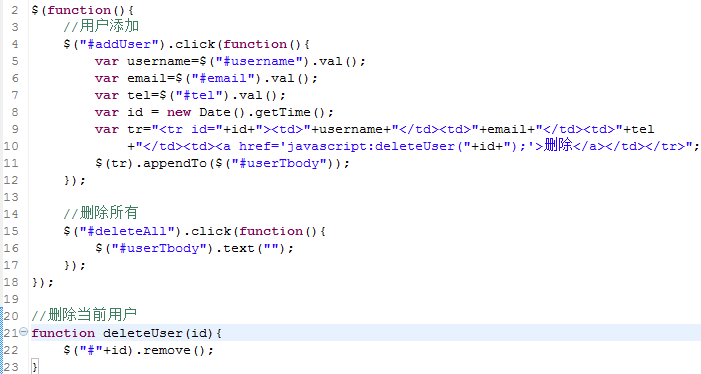 2 $(function(){
3     //用户添加
4     $("#addUser").click(function(){
5         var username=$("#username").val();
6         var email=$("#email").val();
7         var tel=$("#tel").val();
8         var id = new Date().getTime();
9         var tr="<tr id="+id+"><td>"+username+"</td><td>"+email+"</td><td>"+tel
10             +"</td><td><a href='javascript:deleteUser("+id+");'>删除</a></td></tr>";
11         $(tr).appendTo($("#userTbody"));
12     });
13
14     //删除所有
15     $("#deleteAll").click(function(){
16         $("#userTbody").text("");
17     });
18 });
19
20 //删除当前用户
21 function deleteUser(id){
22     $("#"+id).remove();
23 }